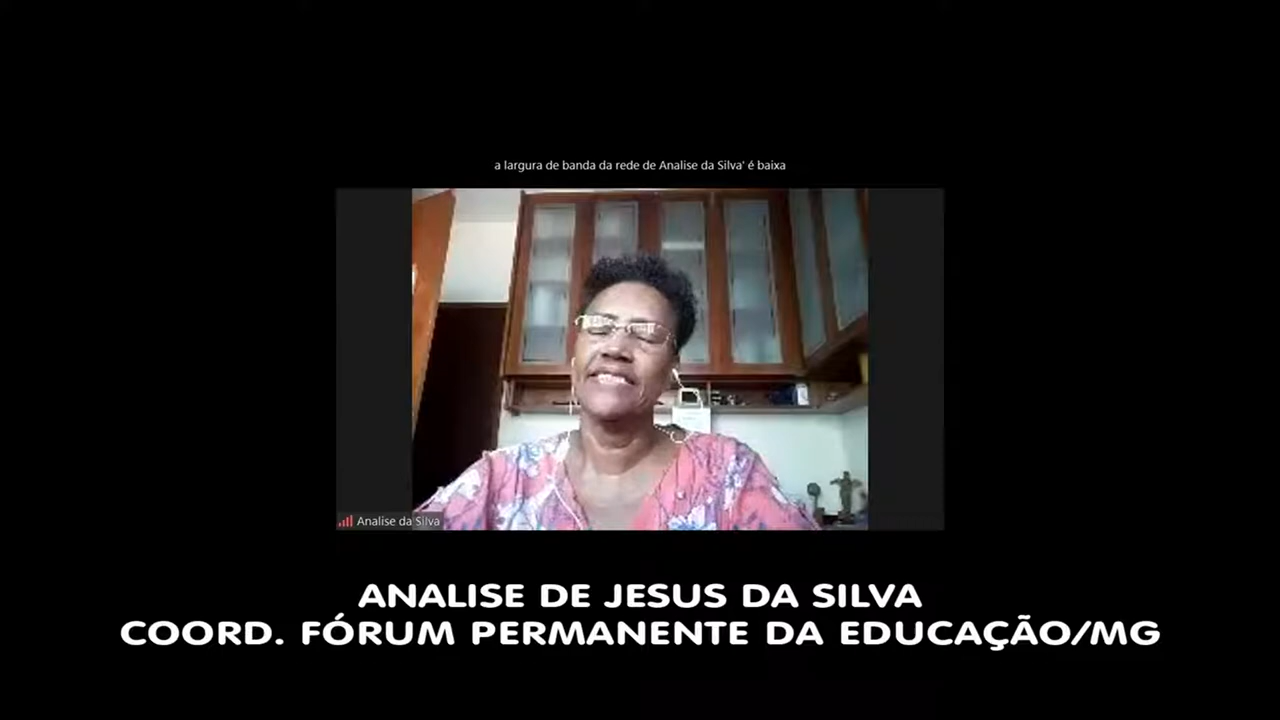 a largura de banda da rede de Analise da Silva' é baixa
Analise da Silva
ANALISE DE JESUS DA SILVA
COORD. FÓRUM PERMANENTE DA EDUCAÇÃO/MG